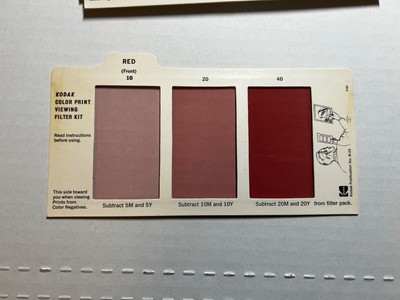 RED
(Front)
10
20
40
KODAK
COLOR PRINT
VIEWING
FILTER KIT
Read instructions
before using.
This side toward
you when viewing
Prints from
Color Negatives.
Subtract 5M and 5Y
Subtract 10M and 10Y
Subtract 20M and 20Y
from filter pack.